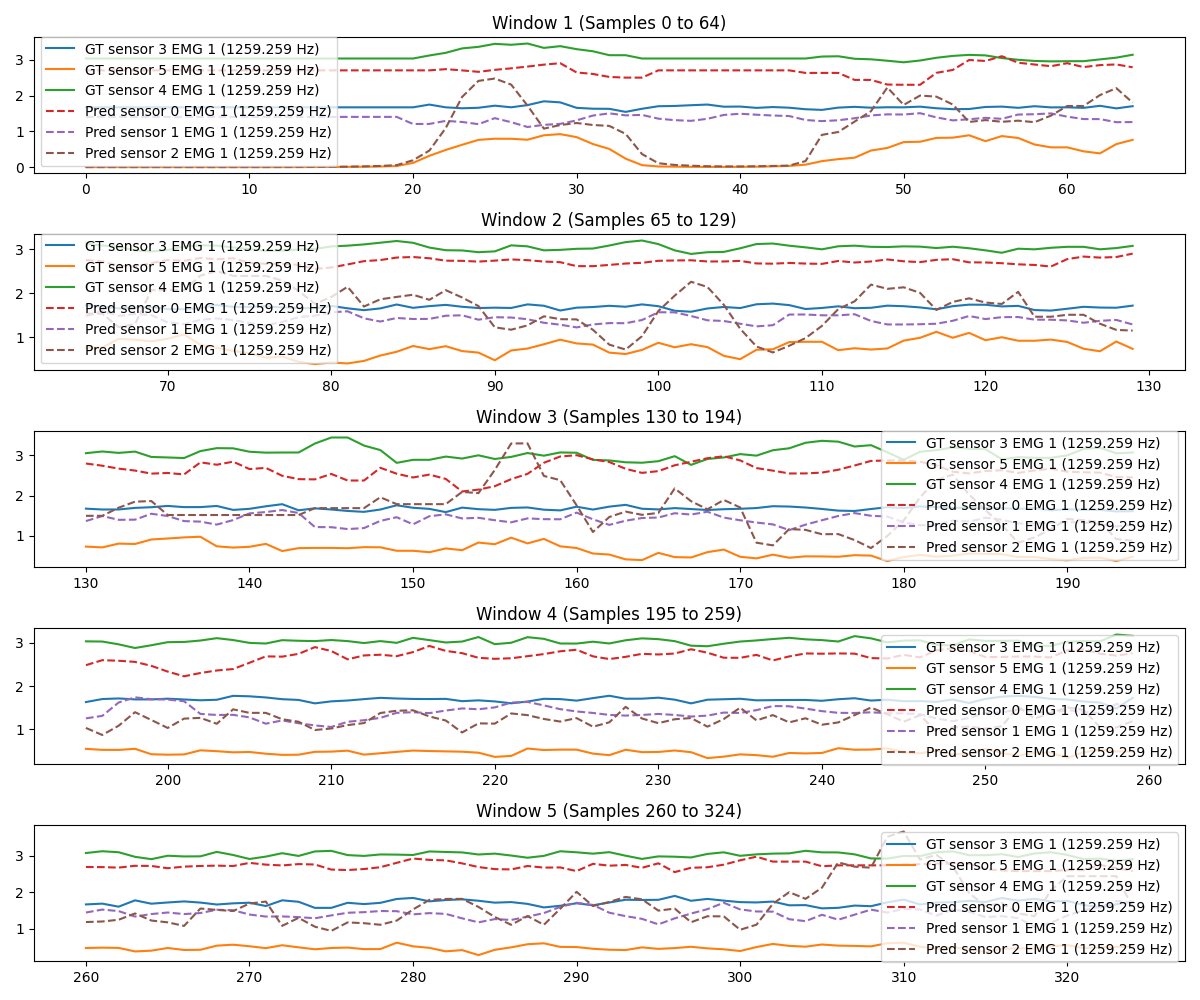 Window 1 (Samples 0 to 64)
GT sensor 3 EMG 1 (1259.259 Hz)
GT sensor 5 EMG 1 (1259.259 Hz)
GT sensor 4 EMG 1 (1259.259 Hz)
Pred sensor 0 EMG 1 (1259.259 Hz)
Pred sensor 1 EMG 1 (1259.259 Hz)
Pred sensor 2 EMG 1 (1259.259 Hz)
3
2
1
0
0 10 20 30 40 50 60
Window 2 (Samples 65 to 129)
GT sensor 3 EMG 1 (1259.259 Hz)
GT sensor 5 EMG 1 (1259.259 Hz)
GT sensor 4 EMG 1 (1259.259 Hz)
Pred sensor 0 EMG 1 (1259.259 Hz)
Pred sensor 1 EMG 1 (1259.259 Hz)
Pred sensor 2 EMG 1 (1259.259 Hz)
3
2
1
70 80 90 100 110 120 130
Window 3 (Samples 130 to 194)
GT sensor 3 EMG 1 (1259.259 Hz)
GT sensor 5 EMG 1 (1259.259 Hz)
GT sensor 4 EMG 1 (1259.259 Hz)
Pred sensor 0 EMG 1 (1259.259 Hz)
Pred sensor 1 EMG 1 (1259.259 Hz)
Pred sensor 2 EMG 1 (1259.259 Hz)
3
2
1
130 140 150 160 170 180 190
Window 4 (Samples 195 to 259)
GT sensor 3 EMG 1 (1259.259 Hz)
GT sensor 5 EMG 1 (1259.259 Hz)
GT sensor 4 EMG 1 (1259.259 Hz)
Pred sensor 0 EMG 1 (1259.259 Hz)
Pred sensor 1 EMG 1 (1259.259 Hz)
Pred sensor 2 EMG 1 (1259.259 Hz)
3
2
1
200 210 220 230 240 250 260
Window 5 (Samples 260 to 324)
GT sensor 3 EMG 1 (1259.259 Hz)
GT sensor 5 EMG 1 (1259.259 Hz)
GT sensor 4 EMG 1 (1259.259 Hz)
Pred sensor 0 EMG 1 (1259.259 Hz)
Pred sensor 1 EMG 1 (1259.259 Hz)
Pred sensor 2 EMG 1 (1259.259 Hz)
3
2
1
260 270 280 290 300 310 320